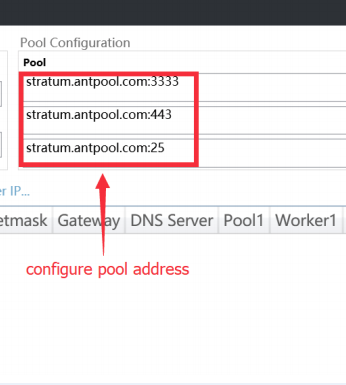 Pool Configuration
Pool
stratum.antpool.com:3333
stratum.antpool.com:443
stratum.antpool.com:25
er IP...
etmask Gateway DNS Server Pool1 Worker1
configure pool address